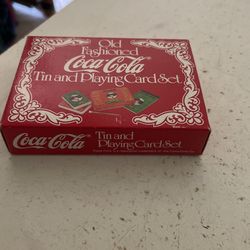 Old
Fashioned
Coca-Cola
Tin and Playing Card Set
Coca-Cola
Tin and
Playing Card Set